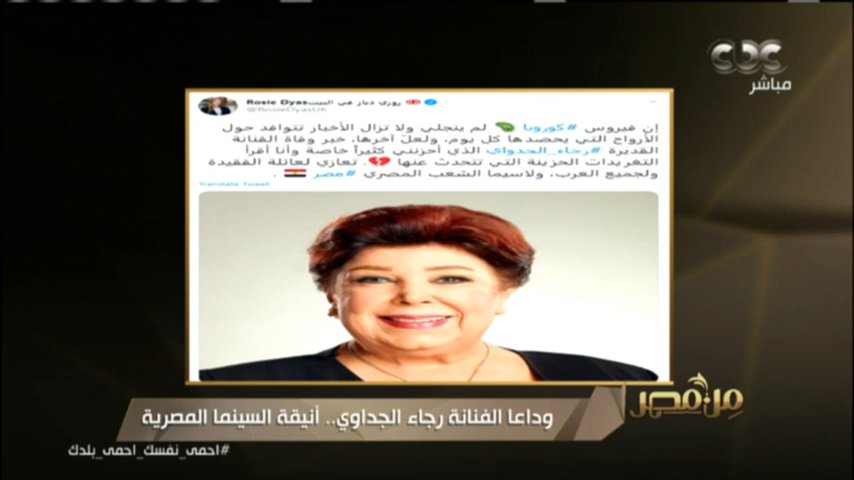 cbc
مباشر
Rosie Dyas روزي دياز في البيت
@RosieDyasUK
إن فيروس #كورونا لم ينجلي ولا تزال الأخبار تتوافد حول
الأرواح التي يحصدها كل يوم، ولعلّ آخرها، خبر وفاة الفنانة
القديرة #رجاء_الجداوي الذي أحزنني كثيراً خاصة وأنا أقرأ
التغريدات الحزينة التي تتحدث عنها. تعازي لعائلة الفقيدة
ولجميع العرب، ولاسيما الشعب المصري #مصر .
Translate Tweet
من مصر
وداعا الفنانة رجاء الجداوي.. أنيقة السينما المصرية
#احمى_نفسك_احمى_بلدك